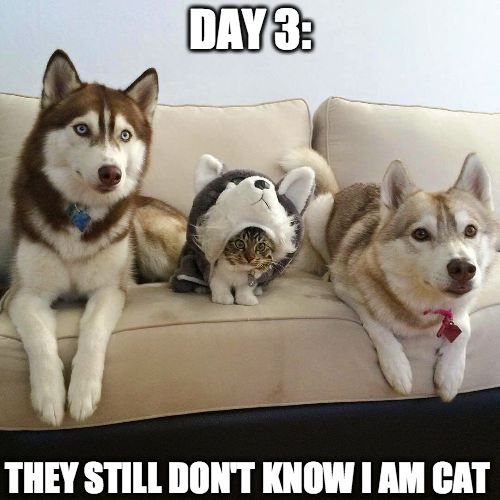 DAY 3:
THEY STILL DON'T KNOW I AM CAT